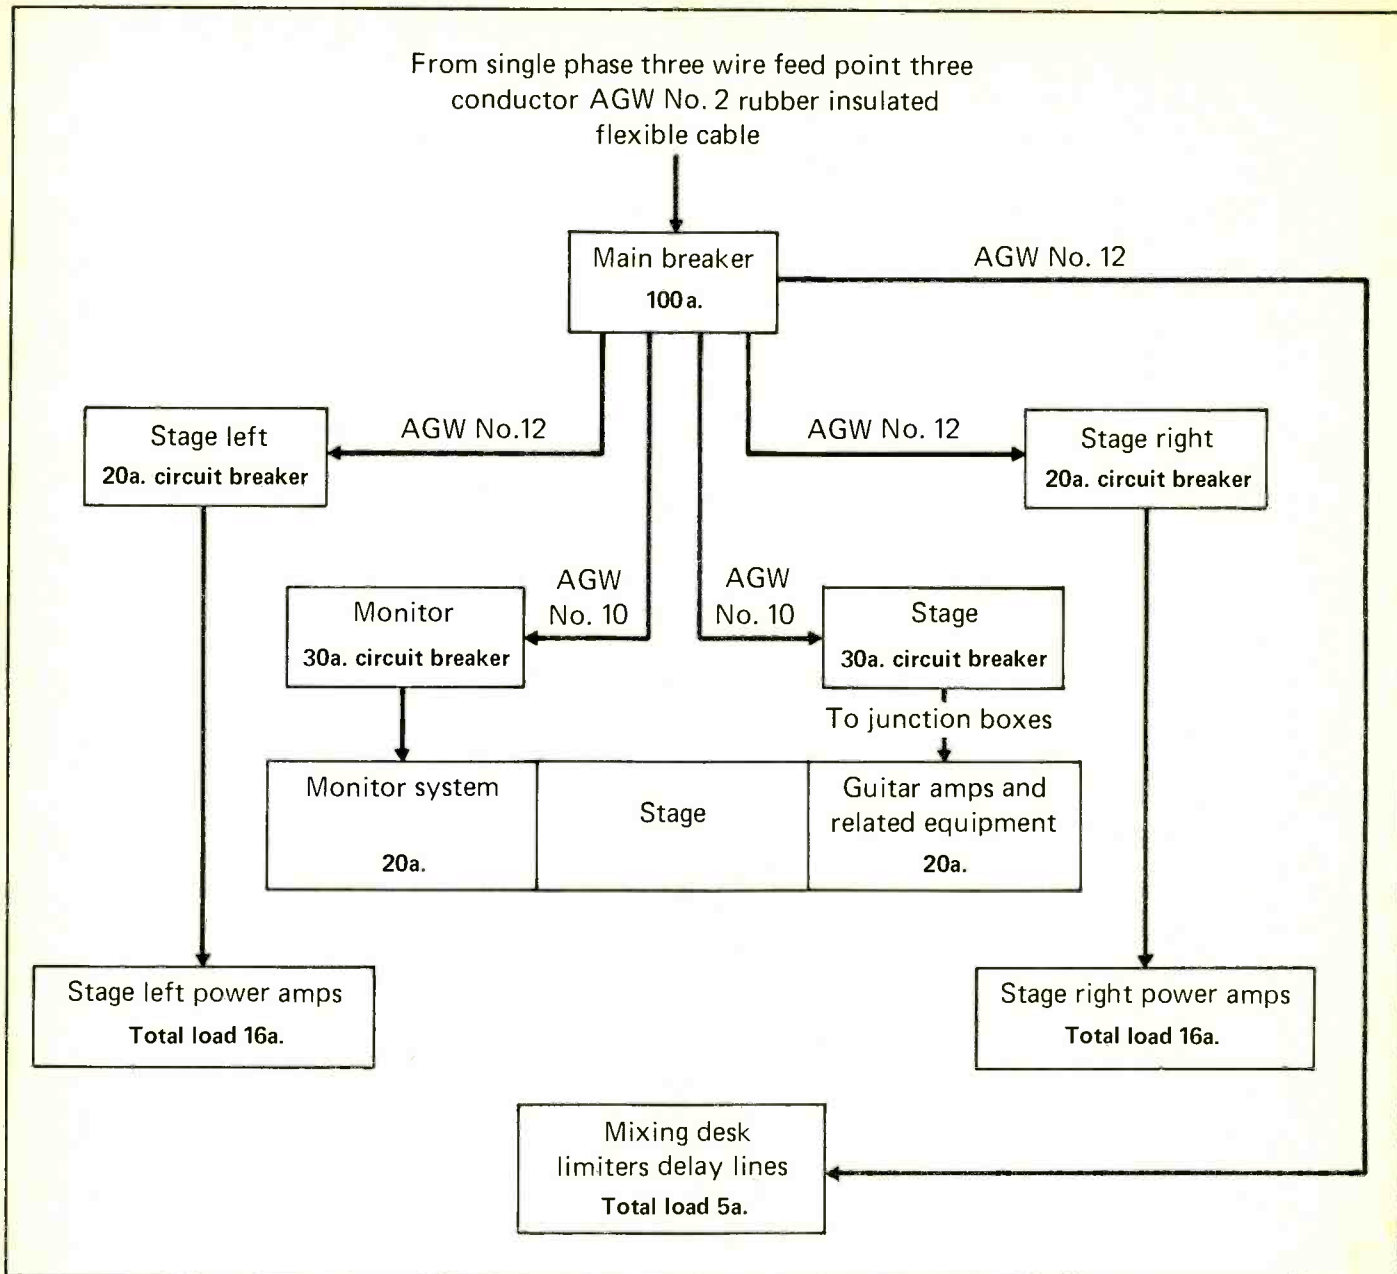 From single phase three wire feed point three
conductor AGW No. 2 rubber insulated
flexible cable
Main breaker
100a.
AGW No. 12
Stage left
20a. circuit breaker
AGW No.12
AGW No. 12
Stage right
20a. circuit breaker
Monitor
30a. circuit breaker
AGW
No. 10
AGW
No. 10
Stage
30a. circuit breaker
To junction boxes
Monitor system
20a.
Stage
Guitar amps and
related equipment
20a.
Stage left power amps
Total load 16a.
Stage right power amps
Total load 16a.
Mixing desk
limiters delay lines
Total load 5a.